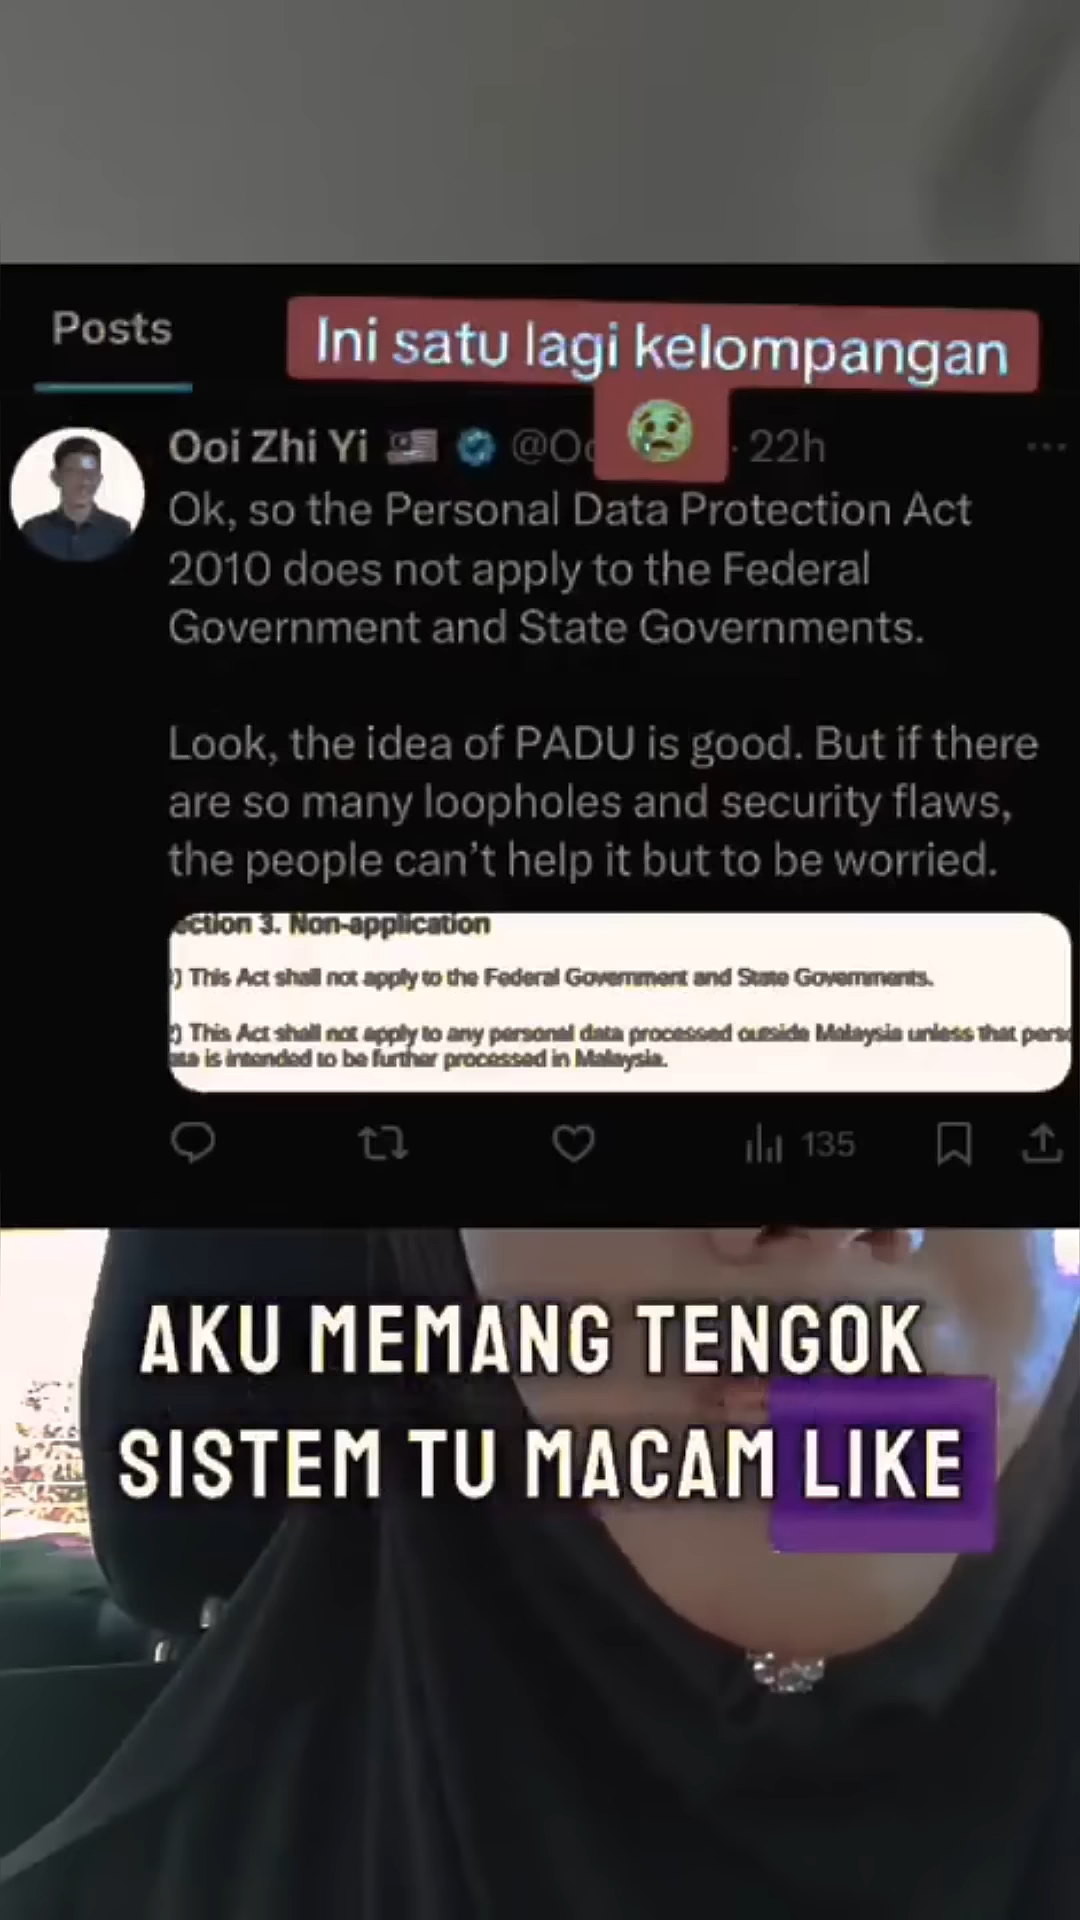 Posts
Ini satu lagi kelompangan
Ooi Zhi Yi @Oo · 22h
Ok, so the Personal Data Protection Act
2010 does not apply to the Federal
Government and State Governments.
Look, the idea of PADU is good. But if there
are so many loopholes and security flaws,
the people can't help it but to be worried.
ection 3. Non-application
) This Act shall not apply to the Federal Government and State Governments.
) This Act shall not apply to any personal data processed outside Malaysia unless that pers
ata is intended to be further processed in Malaysia.
135
AKU MEMANG TENGOK
SISTEM TU MACAM LIKE